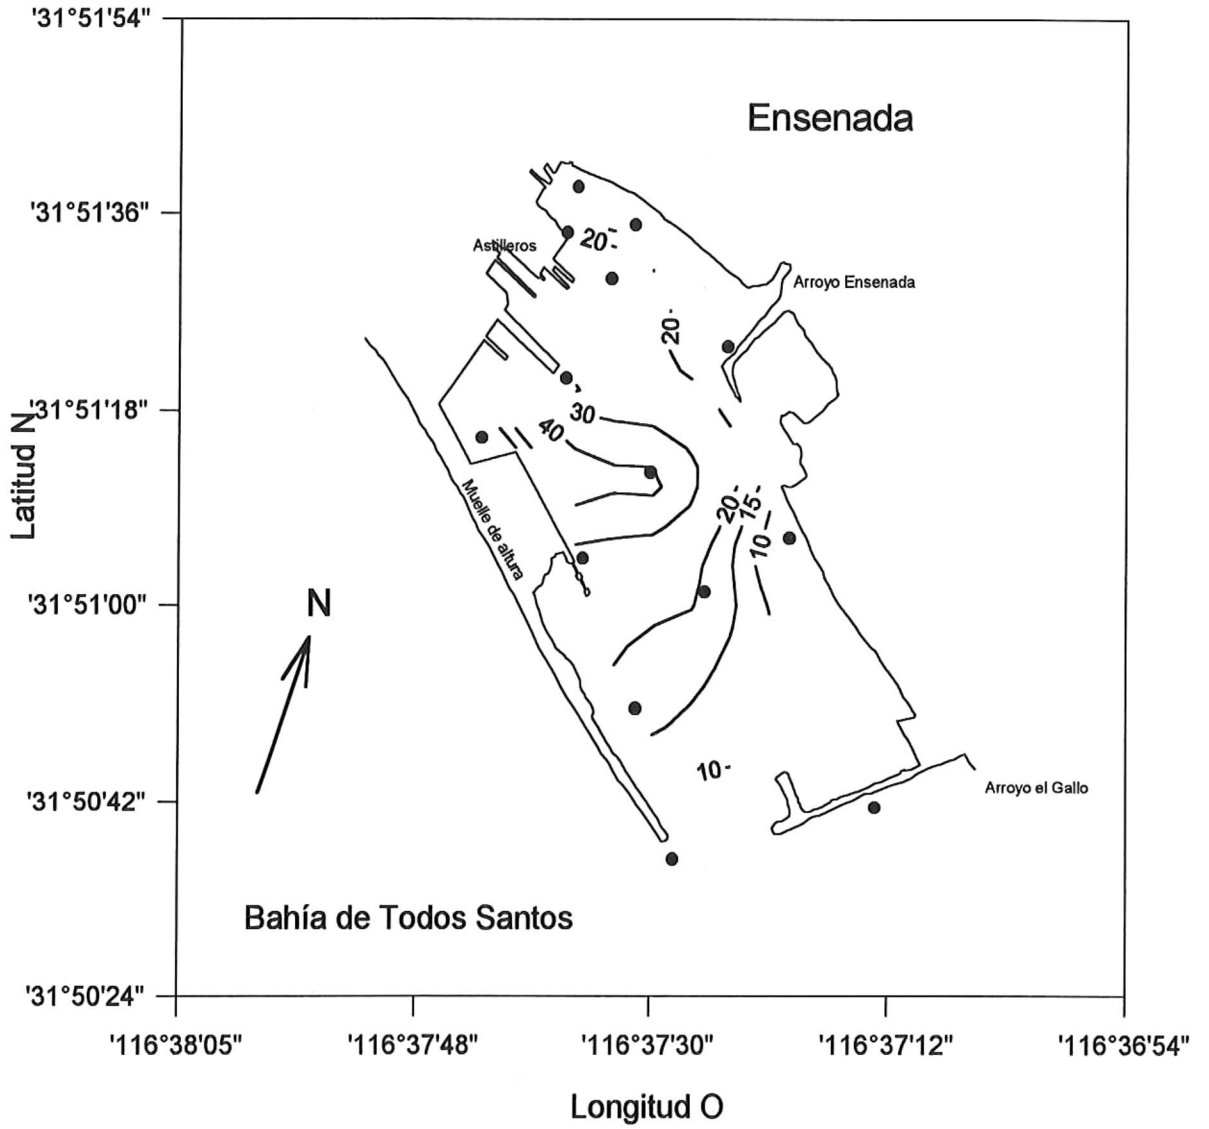 '31°51'54"
Ensenada
'31°51'36"
20
Astilleros
Arroyo Ensenada
20
'31°51'18"
30
40
Latitud N
Muelle de altura
20
15
10
'31°51'00"
N
10
'31°50'42"
Arroyo el Gallo
Bahía de Todos Santos
'31°50'24"
'116°38'05" '116°37'48" '116°37'30" '116°37'12" '116°36'54"
Longitud O